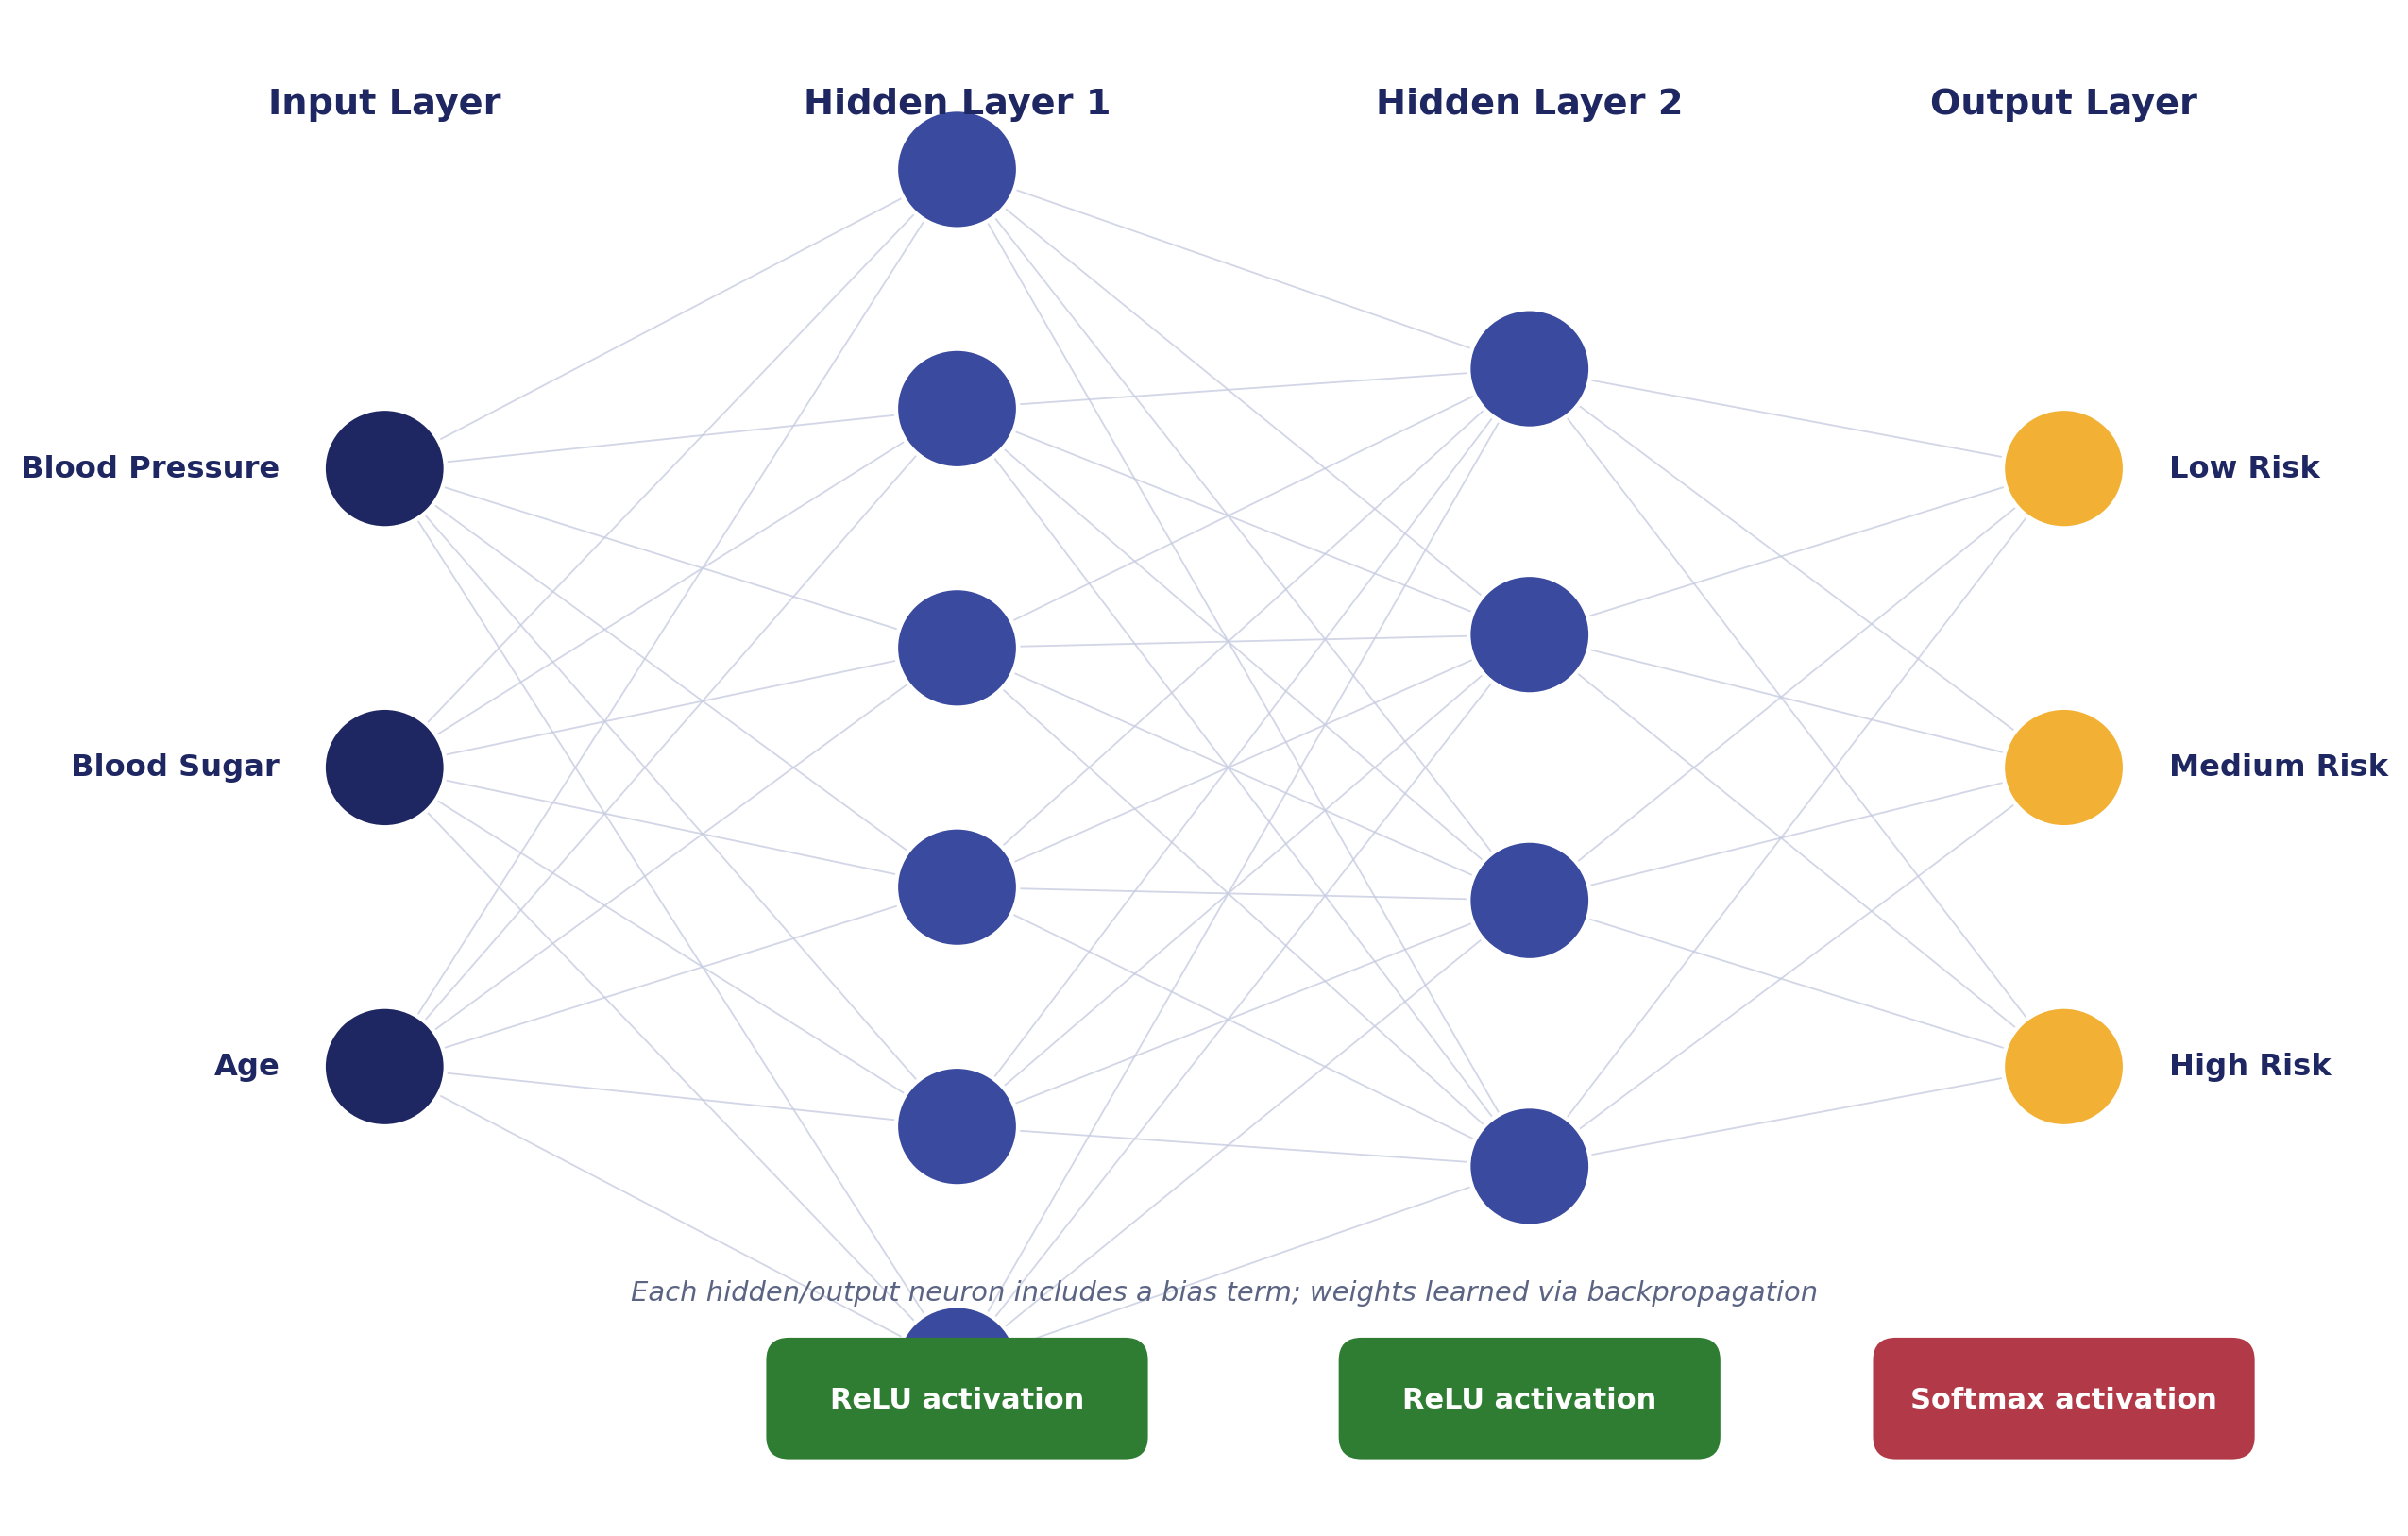 Input Layer
Hidden Layer 1
Hidden Layer 2
Output Layer
Blood Pressure
Low Risk
Blood Sugar
Medium Risk
Age
High Risk
Each hidden/output neuron includes a bias term; weights learned via backpropagation
ReLU activation
ReLU activation
Softmax activation